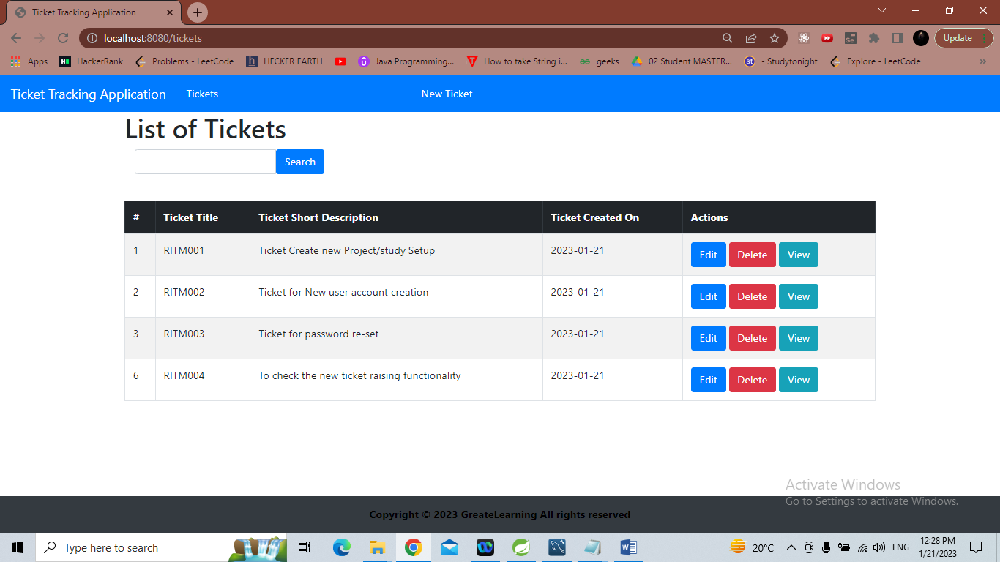 Ticket Tracking Application
localhost:8080/tickets
Update
Apps HackerRank Problems - LeetCode HECKER EARTH Java Programming... How to take String i... geeks 02 Student MASTER... - Studytonight Explore - LeetCode »
Ticket Tracking Application Tickets New Ticket
List of Tickets
Search
# Ticket Title Ticket Short Description Ticket Created On Actions
1 RITM001 Ticket Create new Project/study Setup 2023-01-21 Edit Delete View
2 RITM002 Ticket for New user account creation 2023-01-21 Edit Delete View
3 RITM003 Ticket for password re-set 2023-01-21 Edit Delete View
6 RITM004 To check the new ticket raising functionality 2023-01-21 Edit Delete View
Activate Windows
Go to Settings to activate Windows.
Copyright © 2023 GreateLearning All rights reserved
Type here to search
20°C
ENG
12:28 PM
1/21/2023